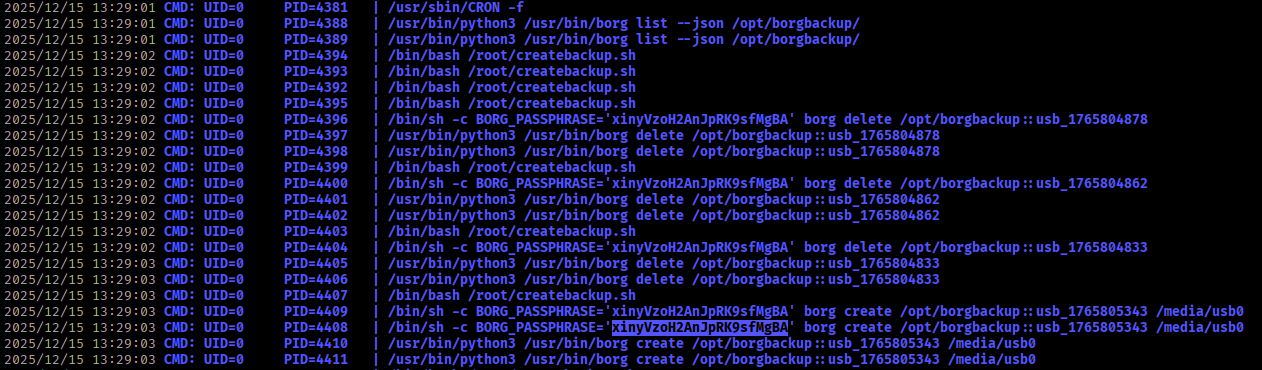 2025/12/15 13:29:01 CMD: UID=0 PID=4381 | /usr/sbin/CRON -f
2025/12/15 13:29:01 CMD: UID=0 PID=4388 | /usr/bin/python3 /usr/bin/borg list --json /opt/borgbackup/
2025/12/15 13:29:01 CMD: UID=0 PID=4389 | /usr/bin/python3 /usr/bin/borg list --json /opt/borgbackup/
2025/12/15 13:29:02 CMD: UID=0 PID=4394 | /bin/bash /root/createbackup.sh
2025/12/15 13:29:02 CMD: UID=0 PID=4393 | /bin/bash /root/createbackup.sh
2025/12/15 13:29:02 CMD: UID=0 PID=4392 | /bin/bash /root/createbackup.sh
2025/12/15 13:29:02 CMD: UID=0 PID=4395 | /bin/bash /root/createbackup.sh
2025/12/15 13:29:02 CMD: UID=0 PID=4396 | /bin/sh -c BORG_PASSPHRASE='xinyVzoH2AnJpRK9sfMgBA' borg delete /opt/borgbackup::usb_1765804878
2025/12/15 13:29:02 CMD: UID=0 PID=4397 | /usr/bin/python3 /usr/bin/borg delete /opt/borgbackup::usb_1765804878
2025/12/15 13:29:02 CMD: UID=0 PID=4398 | /usr/bin/python3 /usr/bin/borg delete /opt/borgbackup::usb_1765804878
2025/12/15 13:29:02 CMD: UID=0 PID=4399 | /bin/bash /root/createbackup.sh
2025/12/15 13:29:02 CMD: UID=0 PID=4400 | /bin/sh -c BORG_PASSPHRASE='xinyVzoH2AnJpRK9sfMgBA' borg delete /opt/borgbackup::usb_1765804862
2025/12/15 13:29:02 CMD: UID=0 PID=4401 | /usr/bin/python3 /usr/bin/borg delete /opt/borgbackup::usb_1765804862
2025/12/15 13:29:02 CMD: UID=0 PID=4402 | /usr/bin/python3 /usr/bin/borg delete /opt/borgbackup::usb_1765804862
2025/12/15 13:29:02 CMD: UID=0 PID=4403 | /bin/bash /root/createbackup.sh
2025/12/15 13:29:02 CMD: UID=0 PID=4404 | /bin/sh -c BORG_PASSPHRASE='xinyVzoH2AnJpRK9sfMgBA' borg delete /opt/borgbackup::usb_1765804833
2025/12/15 13:29:03 CMD: UID=0 PID=4405 | /usr/bin/python3 /usr/bin/borg delete /opt/borgbackup::usb_1765804833
2025/12/15 13:29:03 CMD: UID=0 PID=4406 | /usr/bin/python3 /usr/bin/borg delete /opt/borgbackup::usb_1765804833
2025/12/15 13:29:03 CMD: UID=0 PID=4407 | /bin/bash /root/createbackup.sh
2025/12/15 13:29:03 CMD: UID=0 PID=4409 | /bin/sh -c BORG_PASSPHRASE='xinyVzoH2AnJpRK9sfMgBA' borg create /opt/borgbackup::usb_1765805343 /media/usb0
2025/12/15 13:29:03 CMD: UID=0 PID=4408 | /bin/sh -c BORG_PASSPHRASE='xinyVzoH2AnJpRK9sfMgBA' borg create /opt/borgbackup::usb_1765805343 /media/usb0
2025/12/15 13:29:03 CMD: UID=0 PID=4410 | /usr/bin/python3 /usr/bin/borg create /opt/borgbackup::usb_1765805343 /media/usb0
2025/12/15 13:29:03 CMD: UID=0 PID=4411 | /usr/bin/python3 /usr/bin/borg create /opt/borgbackup::usb_1765805343 /media/usb0